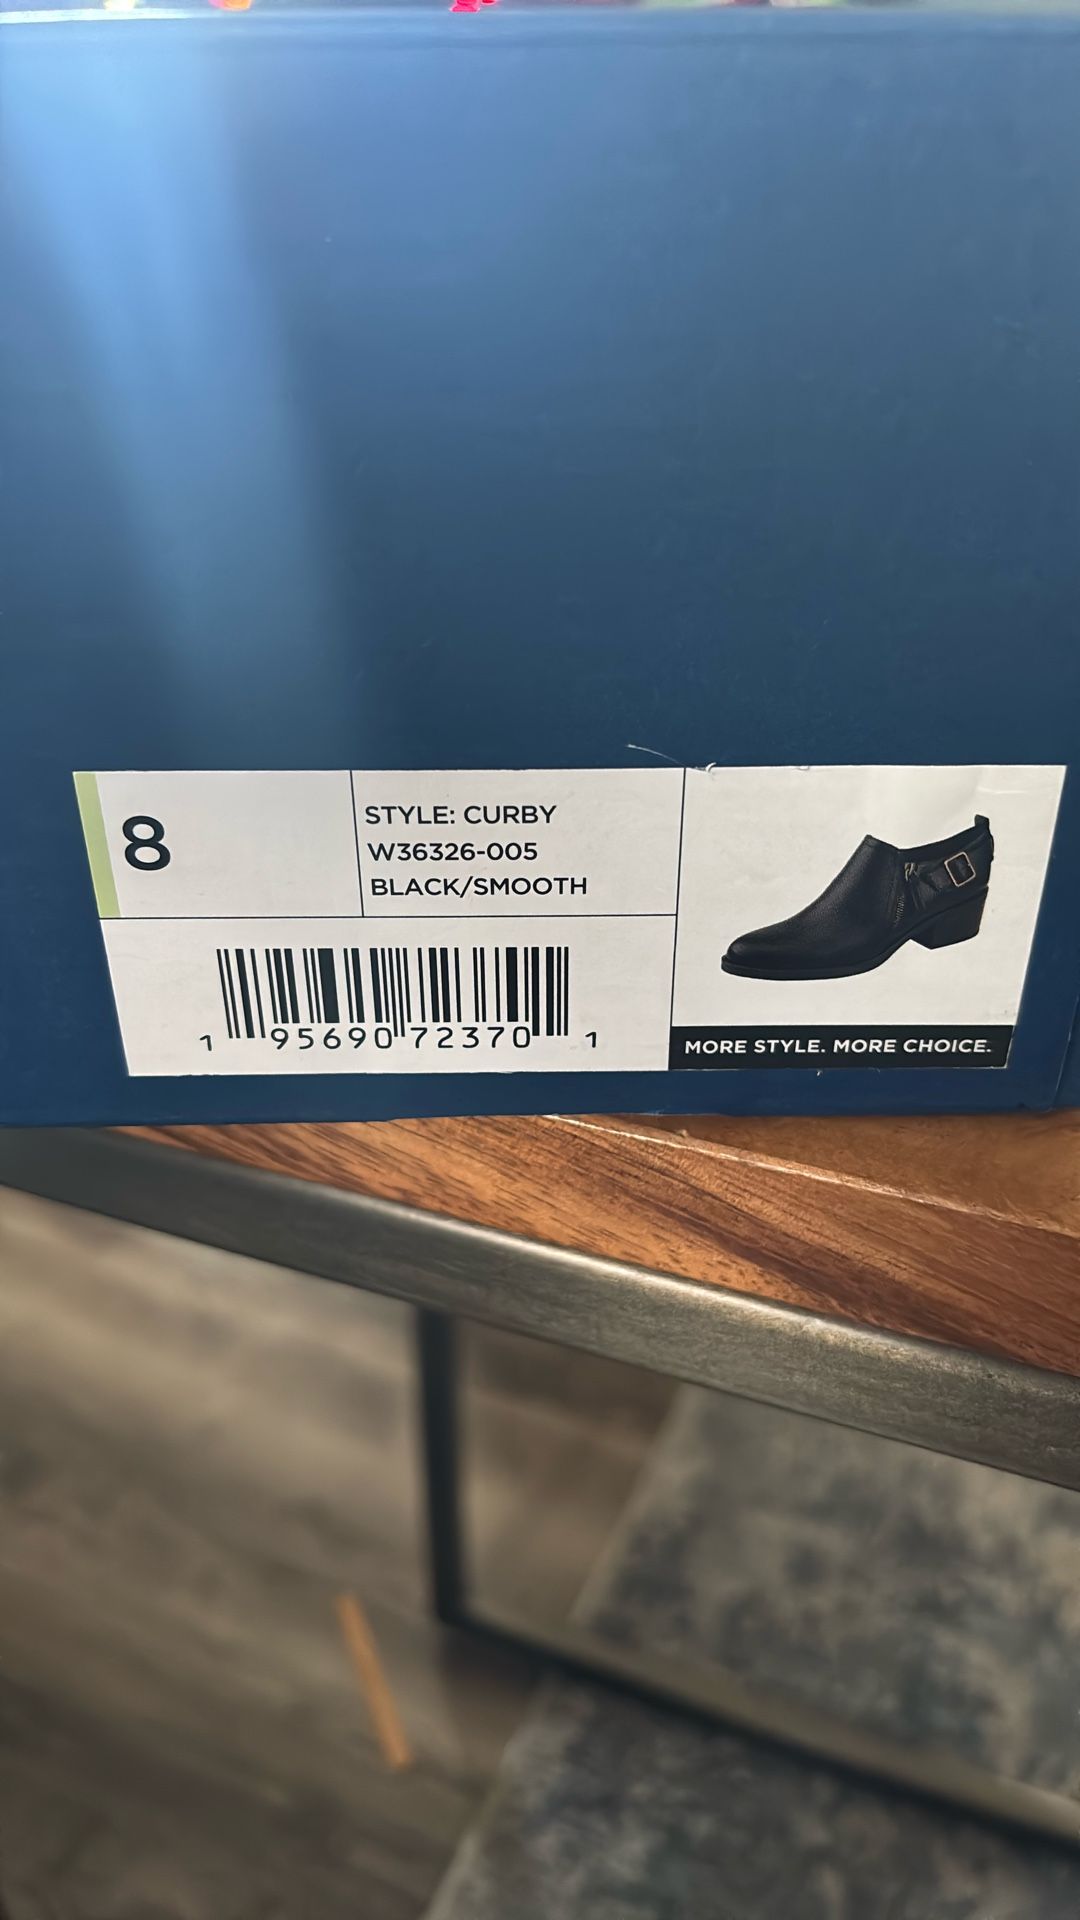 8
STYLE: CURBY
W36326-005
BLACK/SMOOTH
1 95690 72370 1
MORE STYLE. MORE CHOICE.